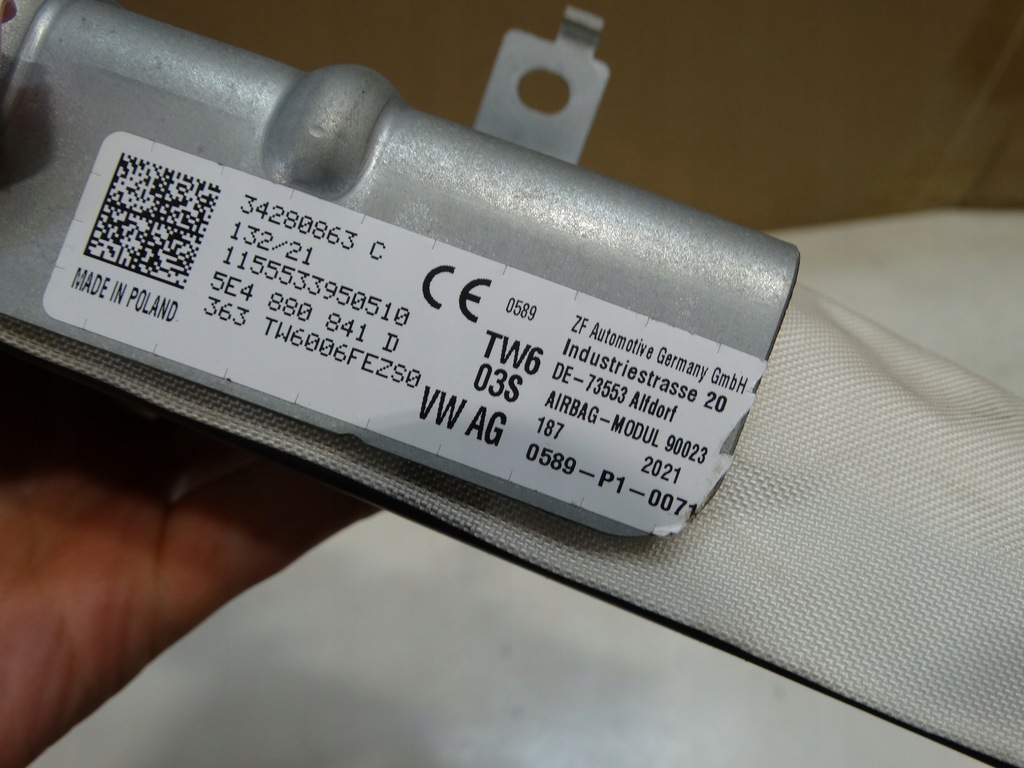 34280863 C
132/21
1155533950510
5E4 880 841 D
363 TW6006FEZS0
MADE IN POLAND
CE 0589
TW6
03S
VW AG
ZF Automotive Germany GmbH
Industriestrasse 20
DE-73553 Alfdorf
AIRBAG-MODUL 90023
187 2021
0589-P1-0071